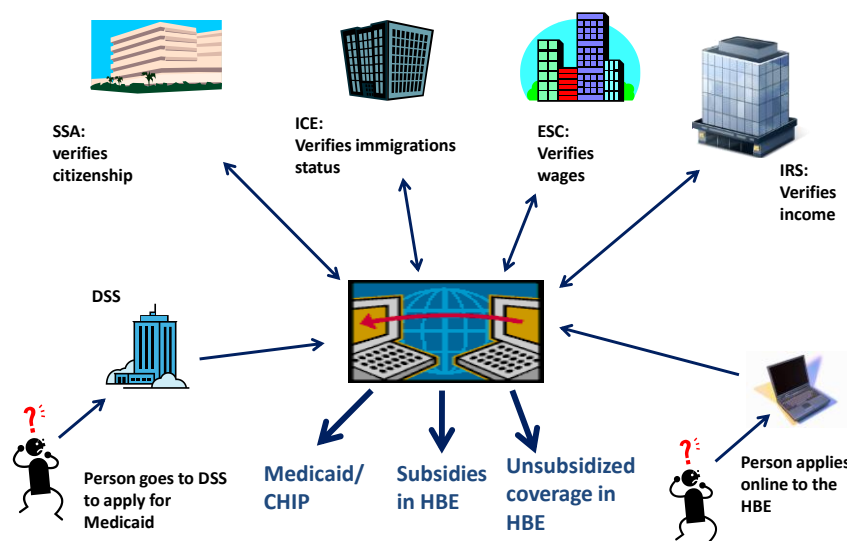 SSA:
verifies
citizenship
ICE:
Verifies immigrations
status
ESC:
Verifies
wages
IRS:
Verifies
income
DSS
?
Person goes to DSS
to apply for
Medicaid
Medicaid/
CHIP
Subsidies
in HBE
Unsubsidized
coverage in
HBE
?
Person applies
online to the
HBE